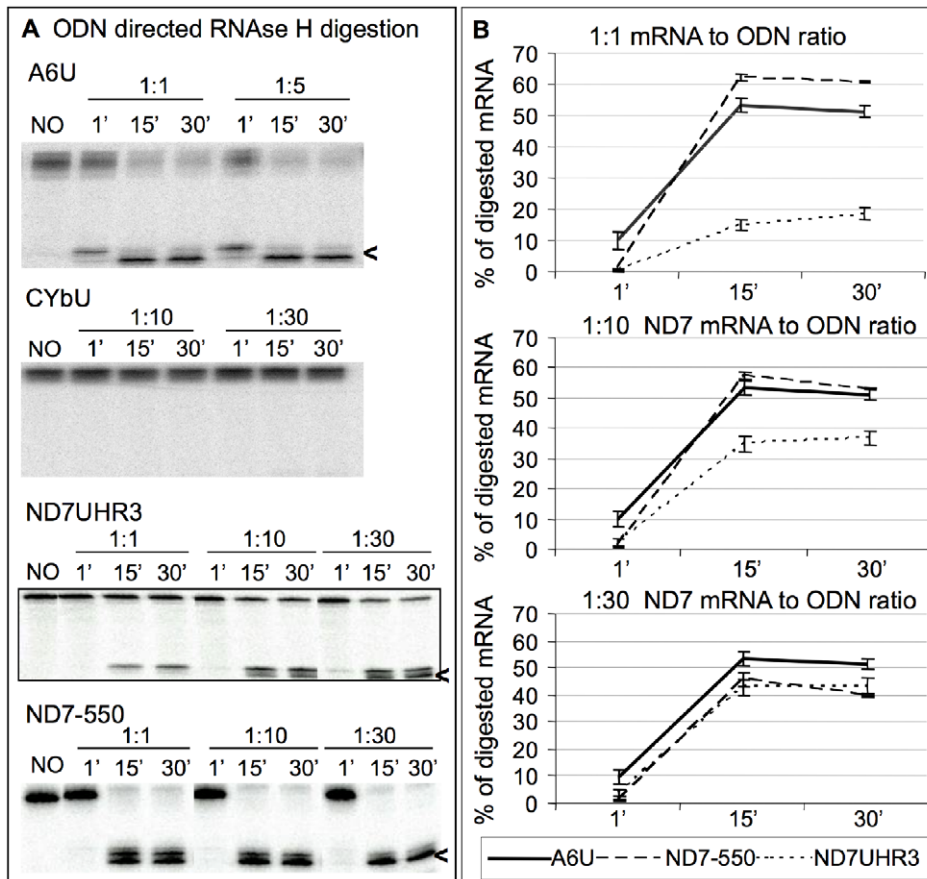 A ODN directed RNAse H digestion
A6U
1:1 1:5
NO 1' 15' 30' 1' 15' 30'
<
CYbU
1:10 1:30
NO 1' 15' 30' 1' 15' 30'
ND7UHR3
1:1 1:10 1:30
NO 1' 15' 30' 1' 15' 30' 1' 15' 30'
<
ND7-550
1:1 1:10 1:30
NO 1' 15' 30' 1' 15' 30' 1' 15' 30'
<
B
1:1 mRNA to ODN ratio
% of digested mRNA
70
60
50
40
30
20
10
0
1' 15' 30'
1:10 ND7 mRNA to ODN ratio
% of digested mRNA
70
60
50
40
30
20
10
0
1' 15' 30'
1:30 ND7 mRNA to ODN ratio
% of digested mRNA
70
60
50
40
30
20
10
0
1' 15' 30'
A6U ND7-550 ND7UHR3